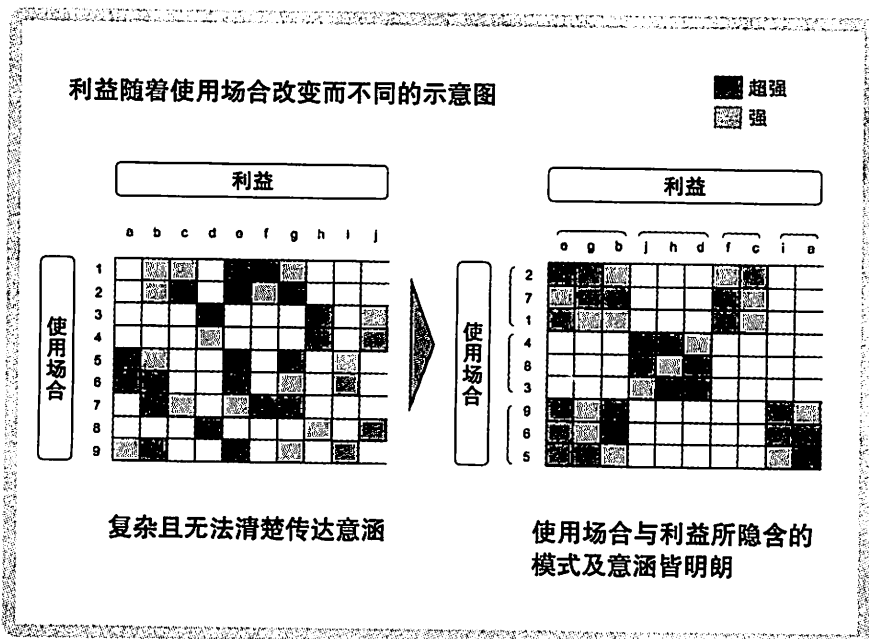 利益随着使用场合改变而不同的示意图
超强
强
利益
a b c d e f g h i j
使用场合
1
2
3
4
5
6
7
8
9
复杂且无法清楚传达意涵
利益
e g b j h d f c i a
使用场合
2
7
1
4
8
3
9
6
5
使用场合与利益所隐含的
模式及意涵皆明朗